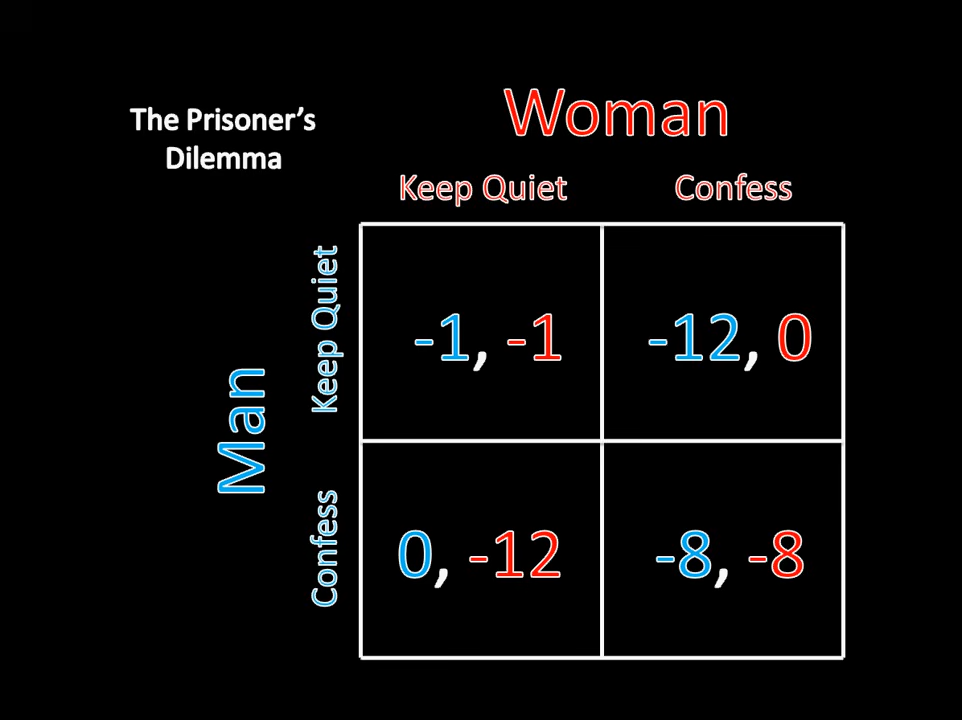 The Prisoner’s
Dilemma
Woman
Keep Quiet
Confess
Man
Keep Quiet
-1, -1
-12, 0
Confess
0, -12
-8, -8